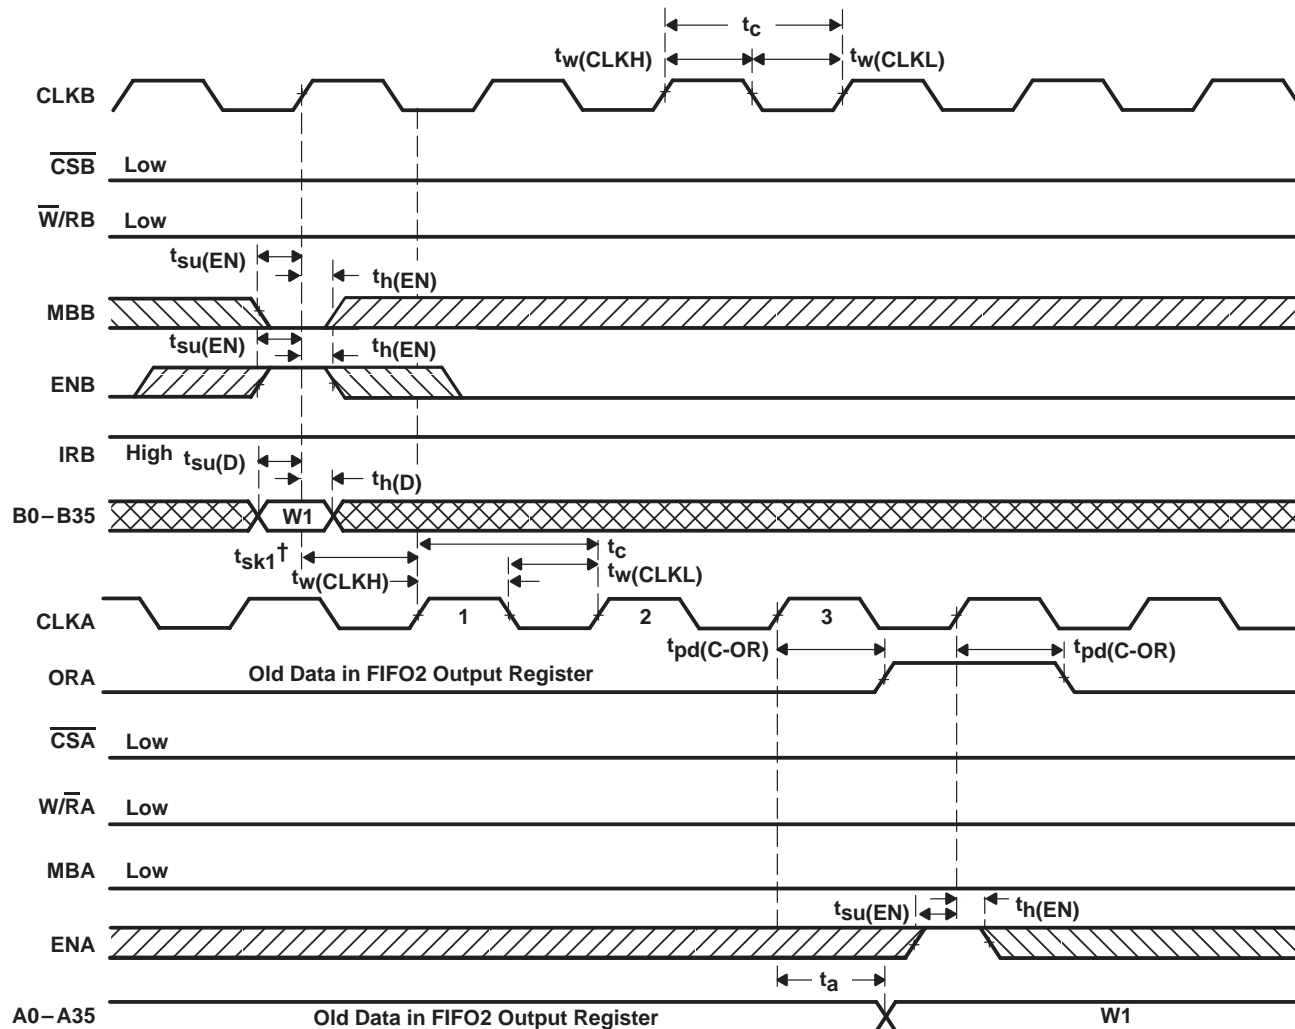 tc
tw(CLKH) tw(CLKL)
CLKB
CSB Low
W/RB Low
tsu(EN)
th(EN)
MBB
tsu(EN) th(EN)
ENB
IRB High tsu(D)
th(D)
B0–B35 W1
tsk1† tc
tw(CLKH) tw(CLKL)
CLKA 1 2 3
tpd(C-OR) tpd(C-OR)
ORA Old Data in FIFO2 Output Register
CSA Low
W/RA Low
MBA Low
tsu(EN) th(EN)
ENA
ta
A0–A35 Old Data in FIFO2 Output Register W1